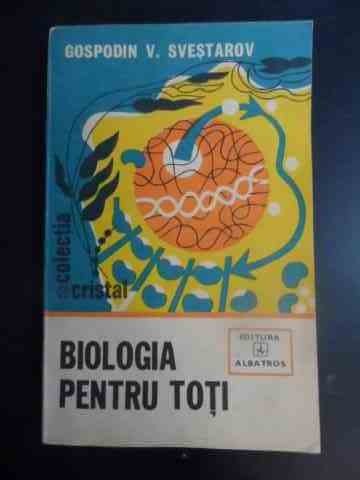 GOSPODIN V. SVEȘTAROV
colecția
cristal
BIOLOGIA
PENTRU TOȚI
EDITURA
ALBATROS